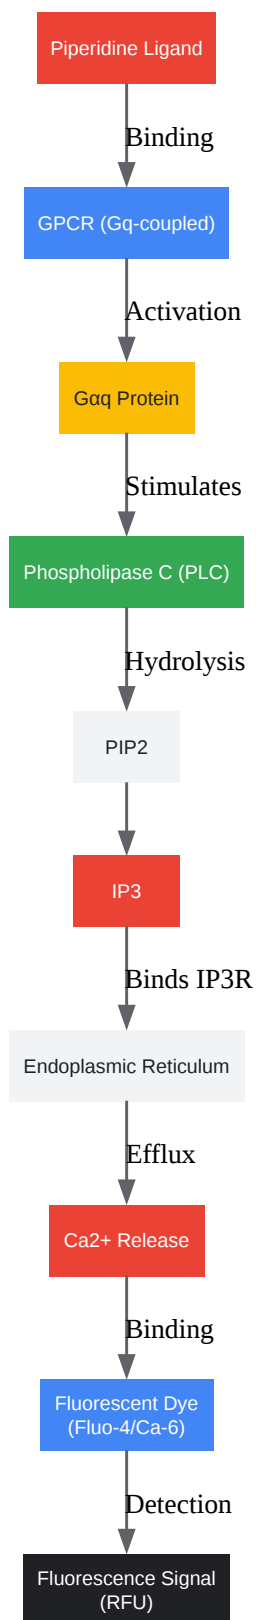 Piperidine Ligand
Binding
GPCR (Gq-coupled)
Activation
Gαq Protein
Stimulates
Phospholipase C (PLC)
Hydrolysis
PIP2
IP3
Binds IP3R
Endoplasmic Reticulum
Efflux
Ca2+ Release
Binding
Fluorescent Dye
(Fluo-4/Ca-6)
Detection
Fluorescence Signal
(RFU)